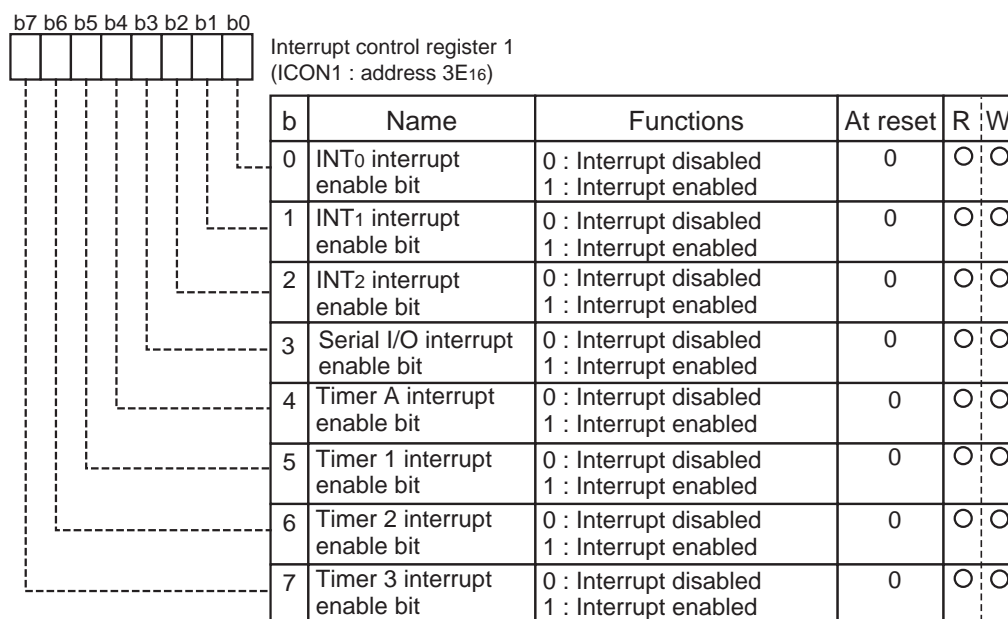 b7 b6 b5 b4 b3 b2 b1 b0
Interrupt control register 1
(ICON1 : address 3E16)
b Name Functions At reset R W
0 INT0 interrupt enable bit 0 : Interrupt disabled 0 O O
1 : Interrupt enabled
1 INT1 interrupt enable bit 0 : Interrupt disabled 0 O O
1 : Interrupt enabled
2 INT2 interrupt enable bit 0 : Interrupt disabled 0 O O
1 : Interrupt enabled
3 Serial I/O interrupt enable bit 0 : Interrupt disabled 0 O O
1 : Interrupt enabled
4 Timer A interrupt enable bit 0 : Interrupt disabled 0 O O
1 : Interrupt enabled
5 Timer 1 interrupt enable bit 0 : Interrupt disabled 0 O O
1 : Interrupt enabled
6 Timer 2 interrupt enable bit 0 : Interrupt disabled 0 O O
1 : Interrupt enabled
7 Timer 3 interrupt enable bit 0 : Interrupt disabled 0 O O
1 : Interrupt enabled